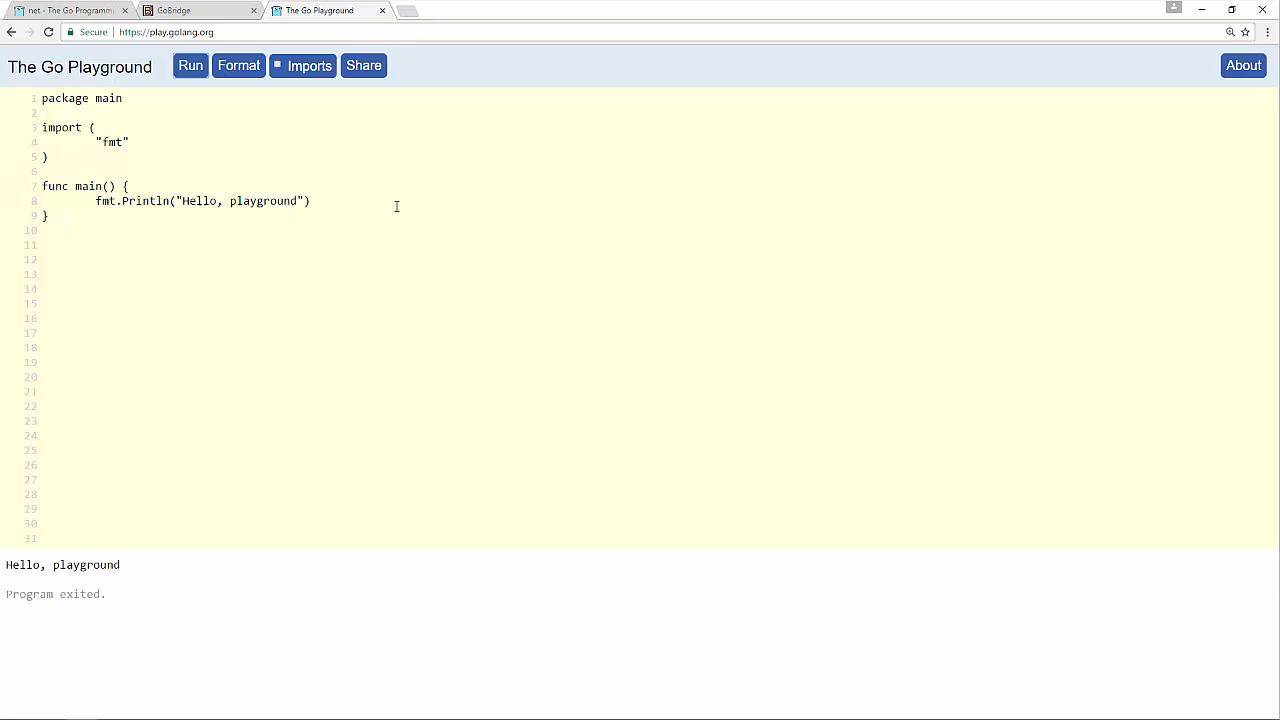 net - The Go Programm
GoBridge
The Go Playground
Secure
https://play.golang.org
The Go Playground
Run
Format
Imports
Share
About
1 package main
2
3 import (
4 "fmt"
5 )
6
7 func main() {
8 fmt.Println("Hello, playground")
9 }
10
11
12
13
14
15
16
17
18
19
20
21
22
23
24
25
26
27
28
29
30
31
Hello, playground
Program exited.